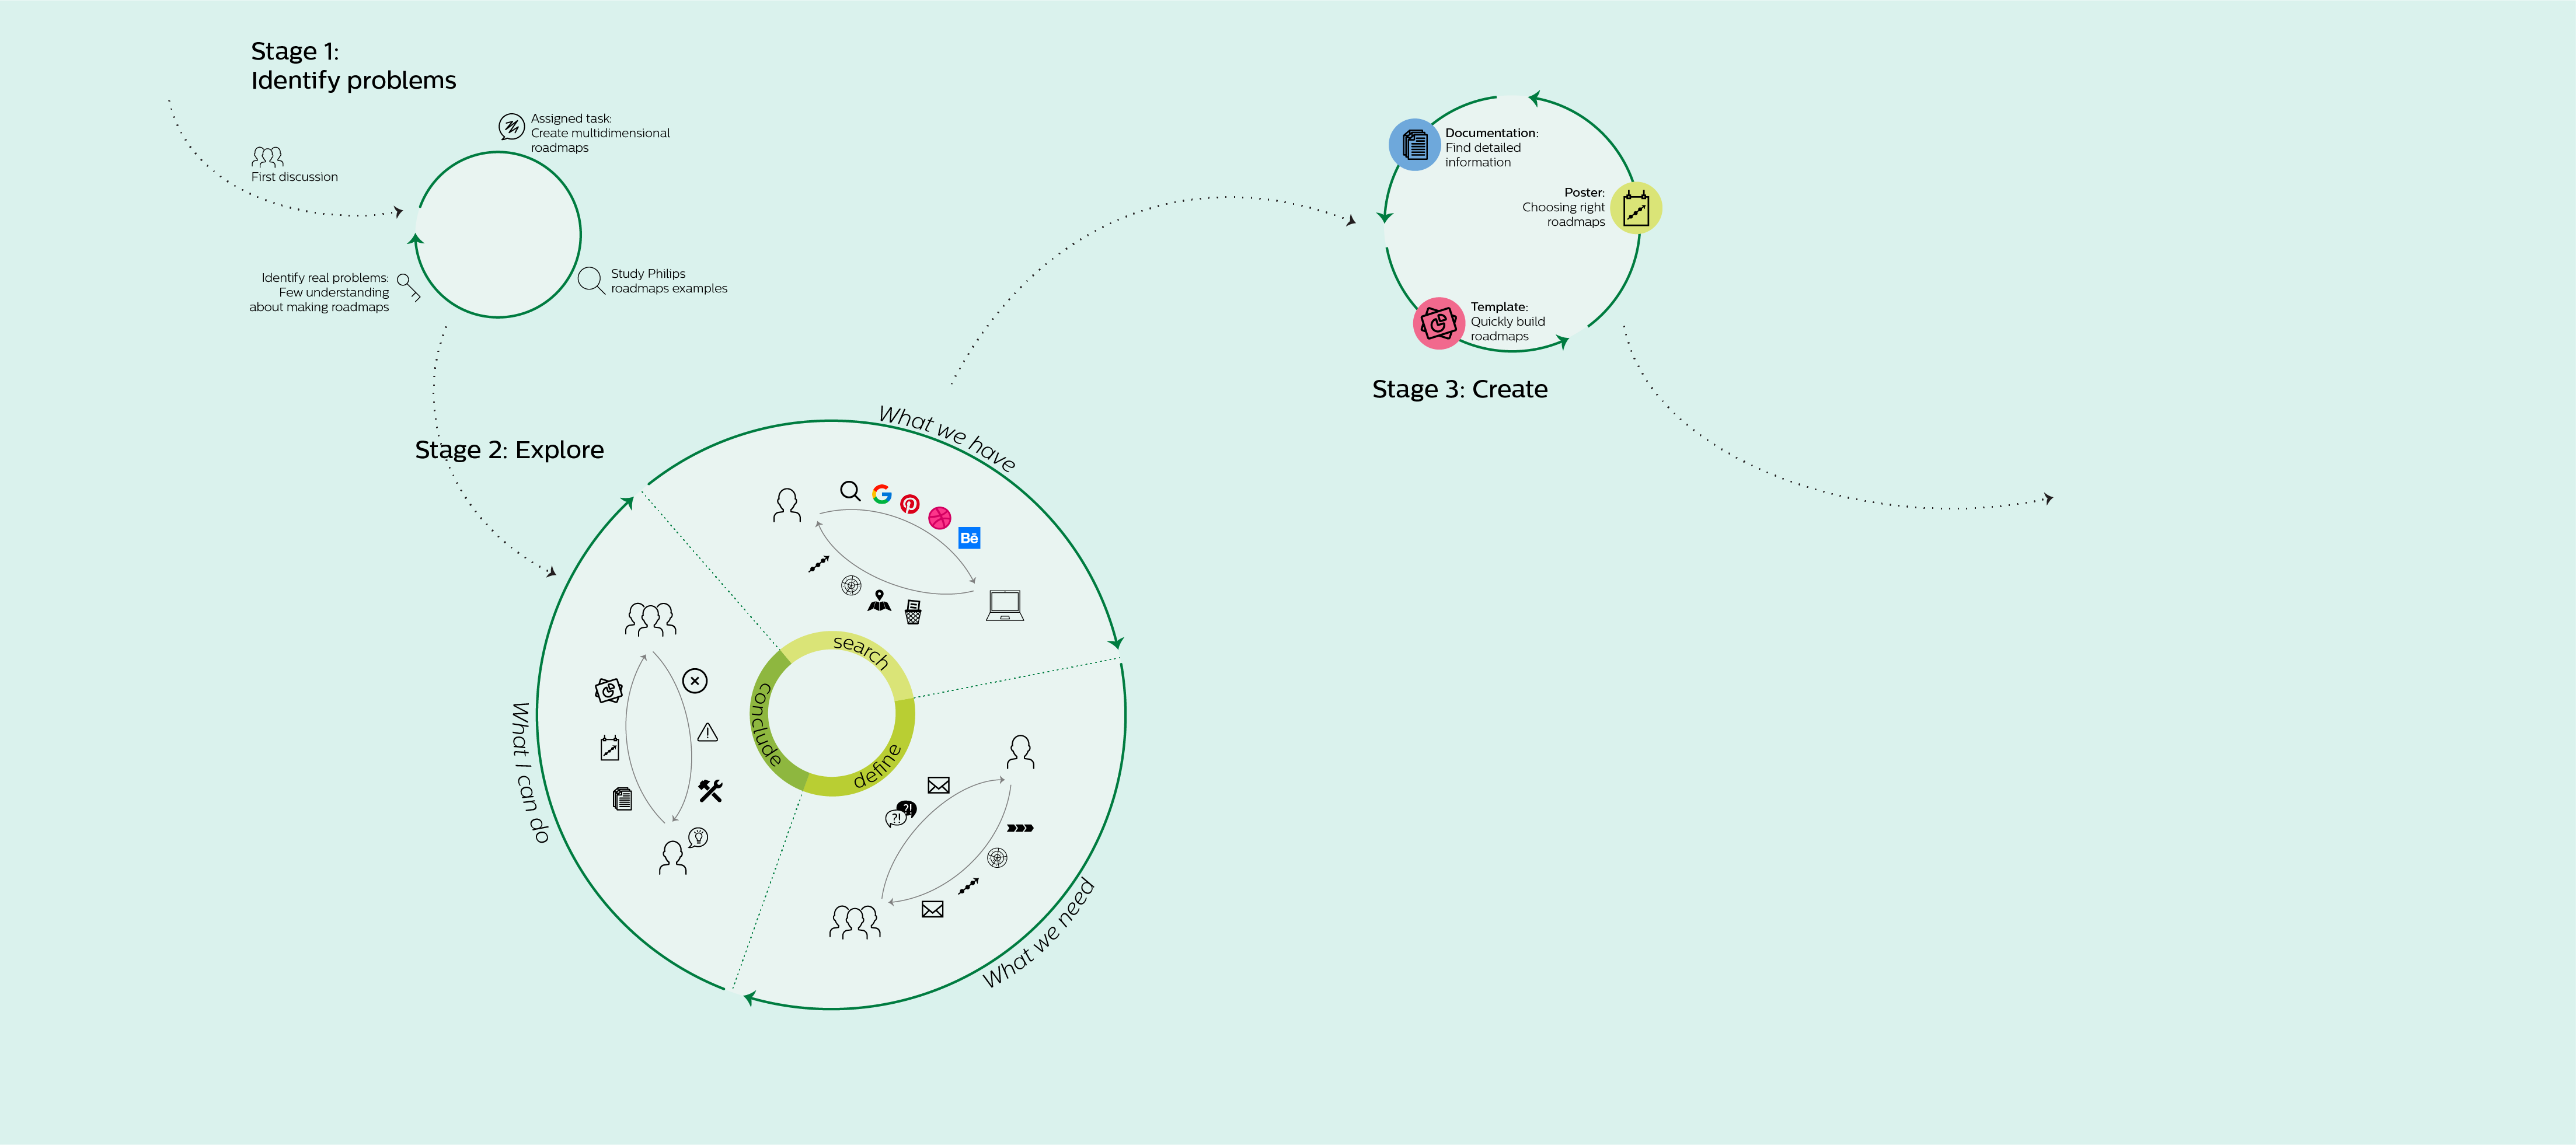 Stage 1:
Identify problems
Assigned task:
Create multidimensional
roadmaps
First discussion
Study Philips
roadmaps examples
Identify real problems:
Few understanding
about making roadmaps
Stage 2: Explore
What we have
Bē
search
define
conclude
?!
?!
What we need
What I can do
Documentation:
Find detailed
information
Poster:
Choosing right
roadmaps
Template:
Quickly build
roadmaps
Stage 3: Create